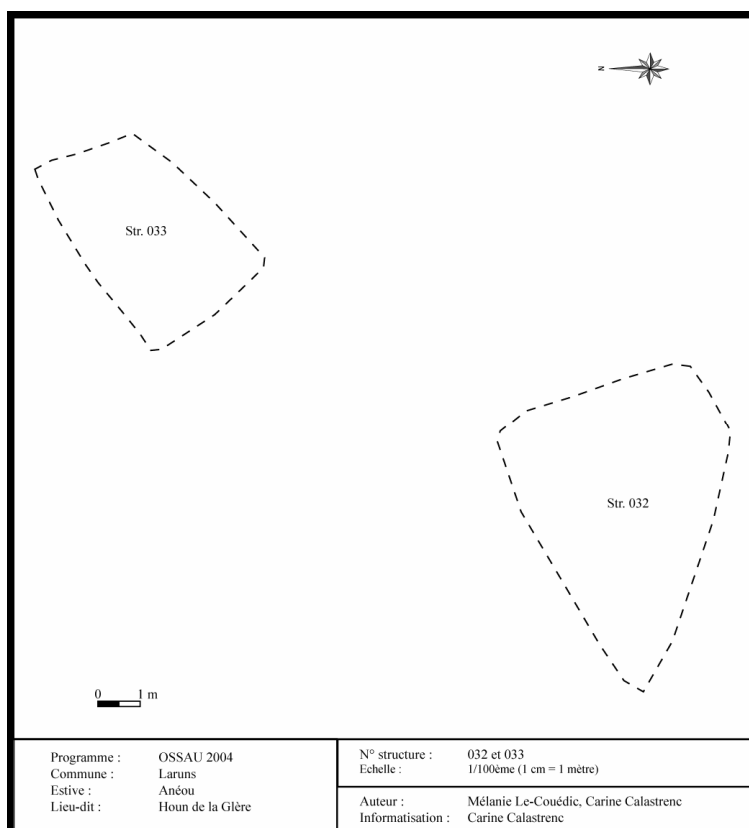 N
Str. 033
Str. 032
0 1 m
Programme : OSSAU 2004
Commune : Laruns
Estive : Anéou
Lieu-dit : Houn de la Glère
N° structure : 032 et 033
Echelle : 1/100ème (1 cm = 1 mètre)
Auteur : Mélanie Le-Couédic, Carine Calastrenc
Informatisation : Carine Calastrenc